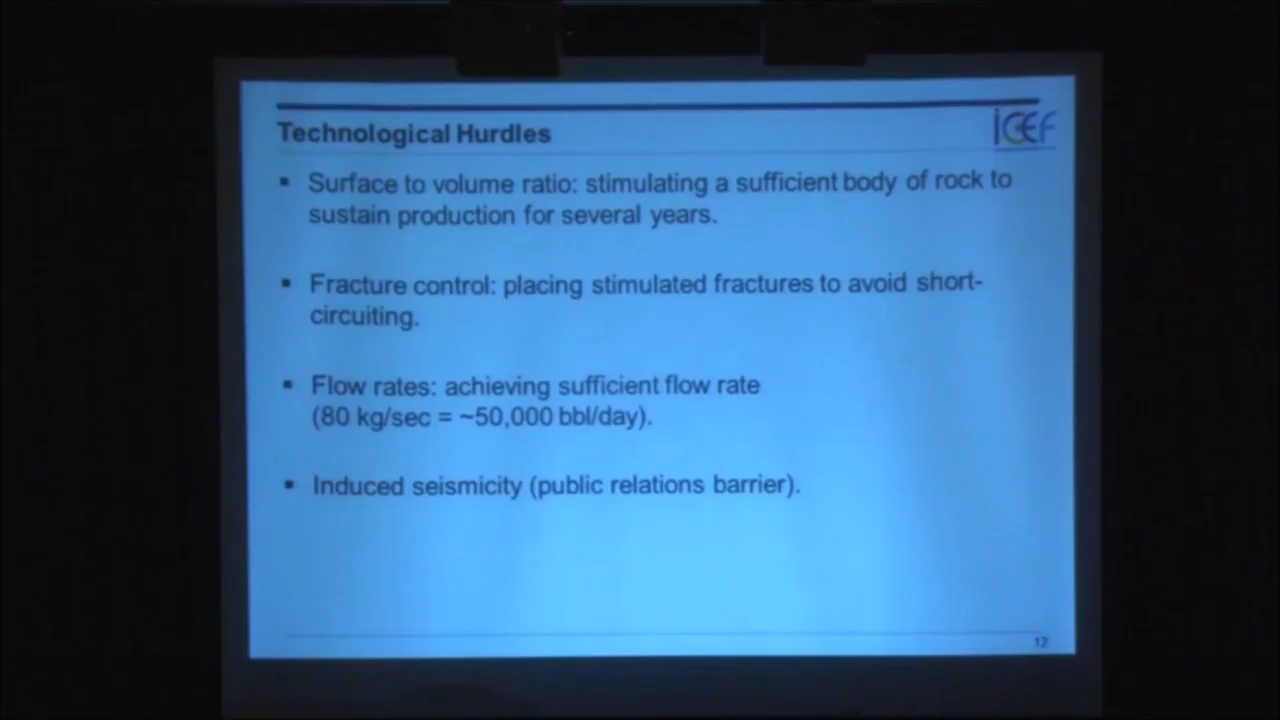 Technological Hurdles
ICEF
▪ Surface to volume ratio: stimulating a sufficient body of rock to
sustain production for several years.
▪ Fracture control: placing stimulated fractures to avoid short-
circuiting.
▪ Flow rates: achieving sufficient flow rate
(80 kg/sec = ~50,000 bbl/day).
▪ Induced seismicity (public relations barrier).
12